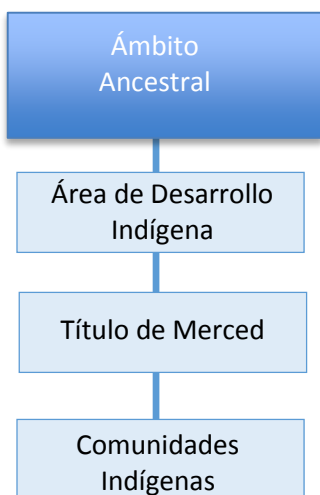 Ámbito
Ancestral
Área de Desarrollo
Indígena
Título de Merced
Comunidades
Indígenas